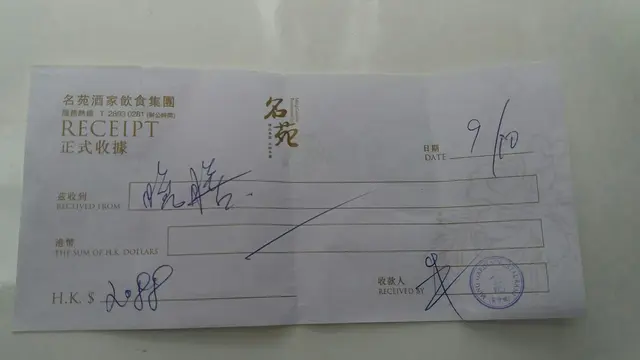 名苑酒家飲食集團
RECEIPT
正式收據
名苑
日期
DATE 9/10
茲收到
RECEIVED FROM 晚膳
港幣
THE SUM OF H.K. DOLLARS
收款人
RECEIVED BY
H.K. $ 2088